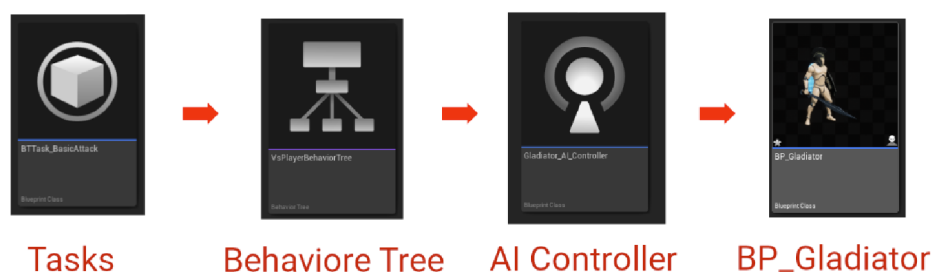 BTTask_BasicAttack
Blueprint Class
VsPlayerBehaviorTree
Behavior Tree
Gladiator_AI_Controller
Blueprint Class
BP_Gladiator
Blueprint Class
Tasks
Behaviore Tree
AI Controller
BP_Gladiator